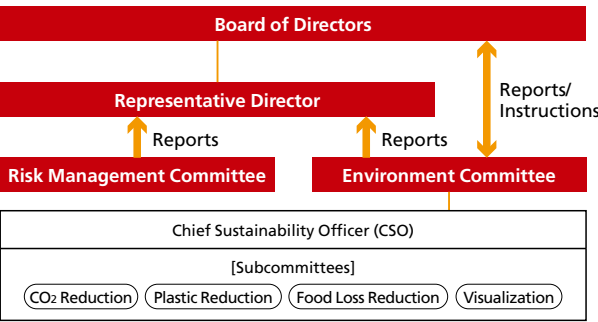 Board of Directors
Reports/
Instructions
Representative Director
Reports
Reports
Risk Management Committee
Environment Committee
Chief Sustainability Officer (CSO)
[Subcommittees]
CO2 Reduction
Plastic Reduction
Food Loss Reduction
Visualization